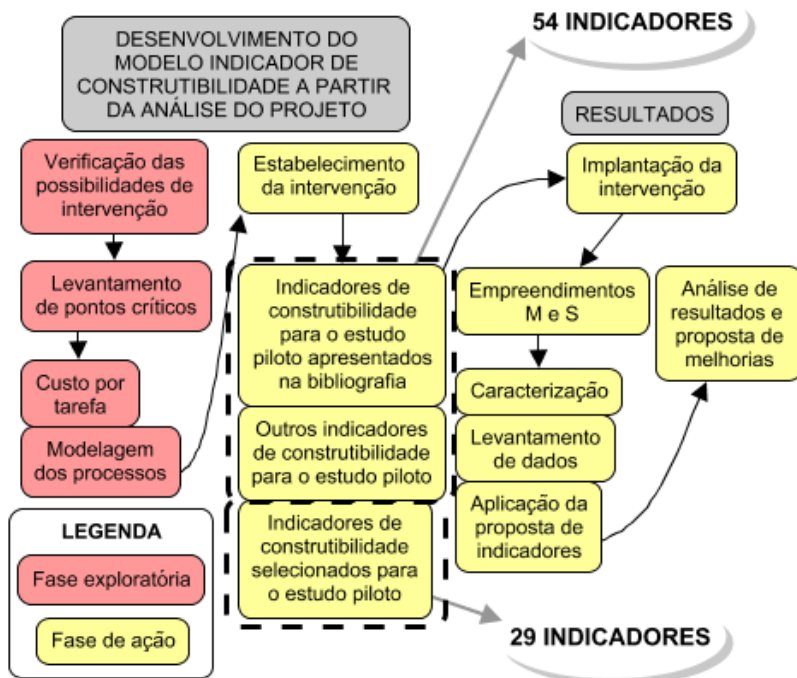 54 INDICADORES
DESENVOLVIMENTO DO
MODELO INDICADOR DE
CONSTRUTIBILIDADE A PARTIR
DA ANÁLISE DO PROJETO
RESULTADOS
Verificação das
possibilidades de
intervenção
Levantamento
de pontos críticos
Custo por
tarefa
Modelagem
dos processos
Estabelecimento
da intervenção
Indicadores de
construtibilidade
para o estudo
piloto apresentados
na bibliografia
Outros indicadores
de construtibilidade
para o estudo piloto
Indicadores de
construtibilidade
selecionados para
o estudo piloto
Implantação da
intervenção
Empreendimentos
M e S
Caracterização
Levantamento
de dados
Aplicação da
proposta de
indicadores
Análise de
resultados e
proposta de
melhorias
LEGENDA
Fase exploratória
Fase de ação
29 INDICADORES